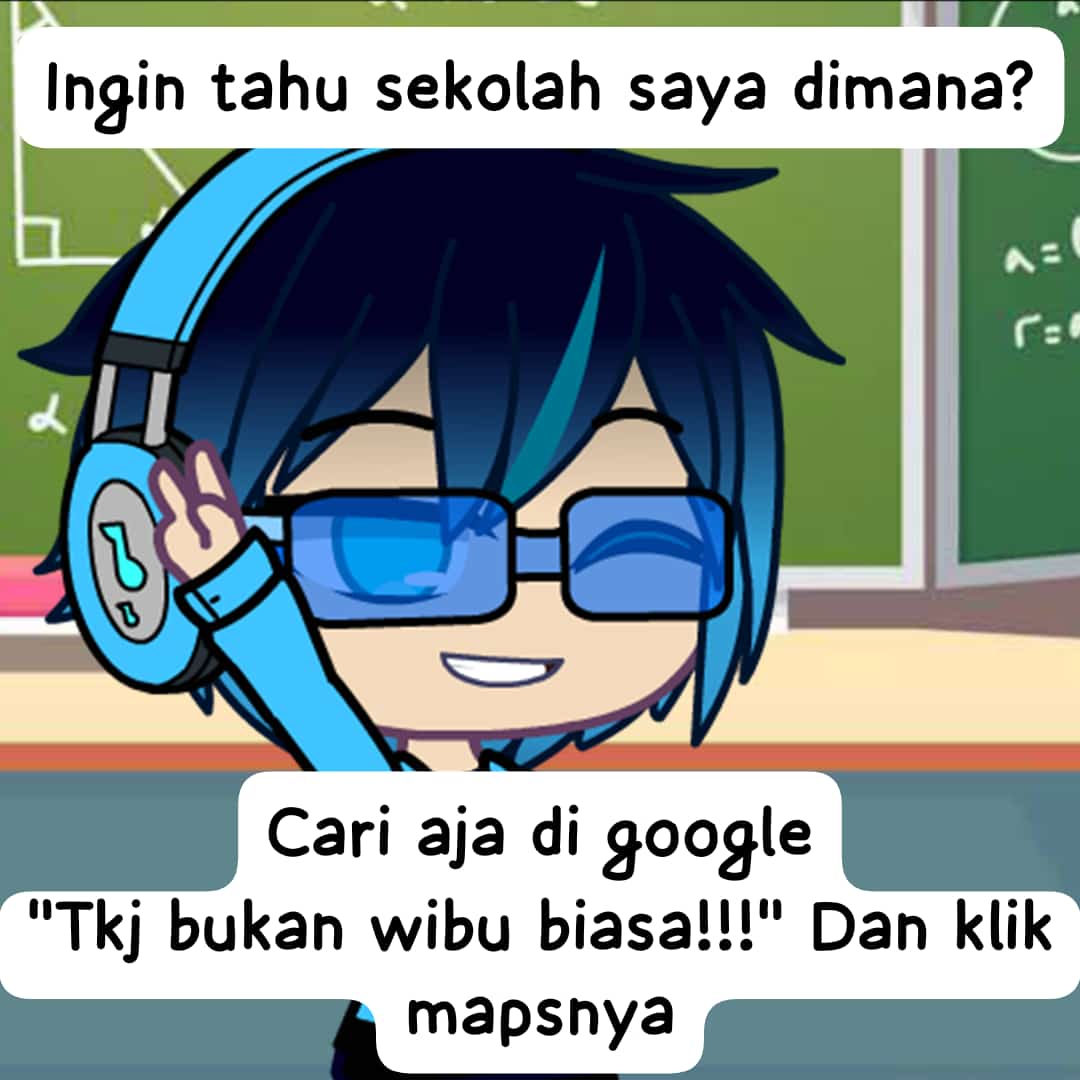 Ingin tahu sekolah saya dimana?
a=
r=
α
Cari aja di google
"Tkj bukan wibu biasa!!!" Dan klik
mapsnya